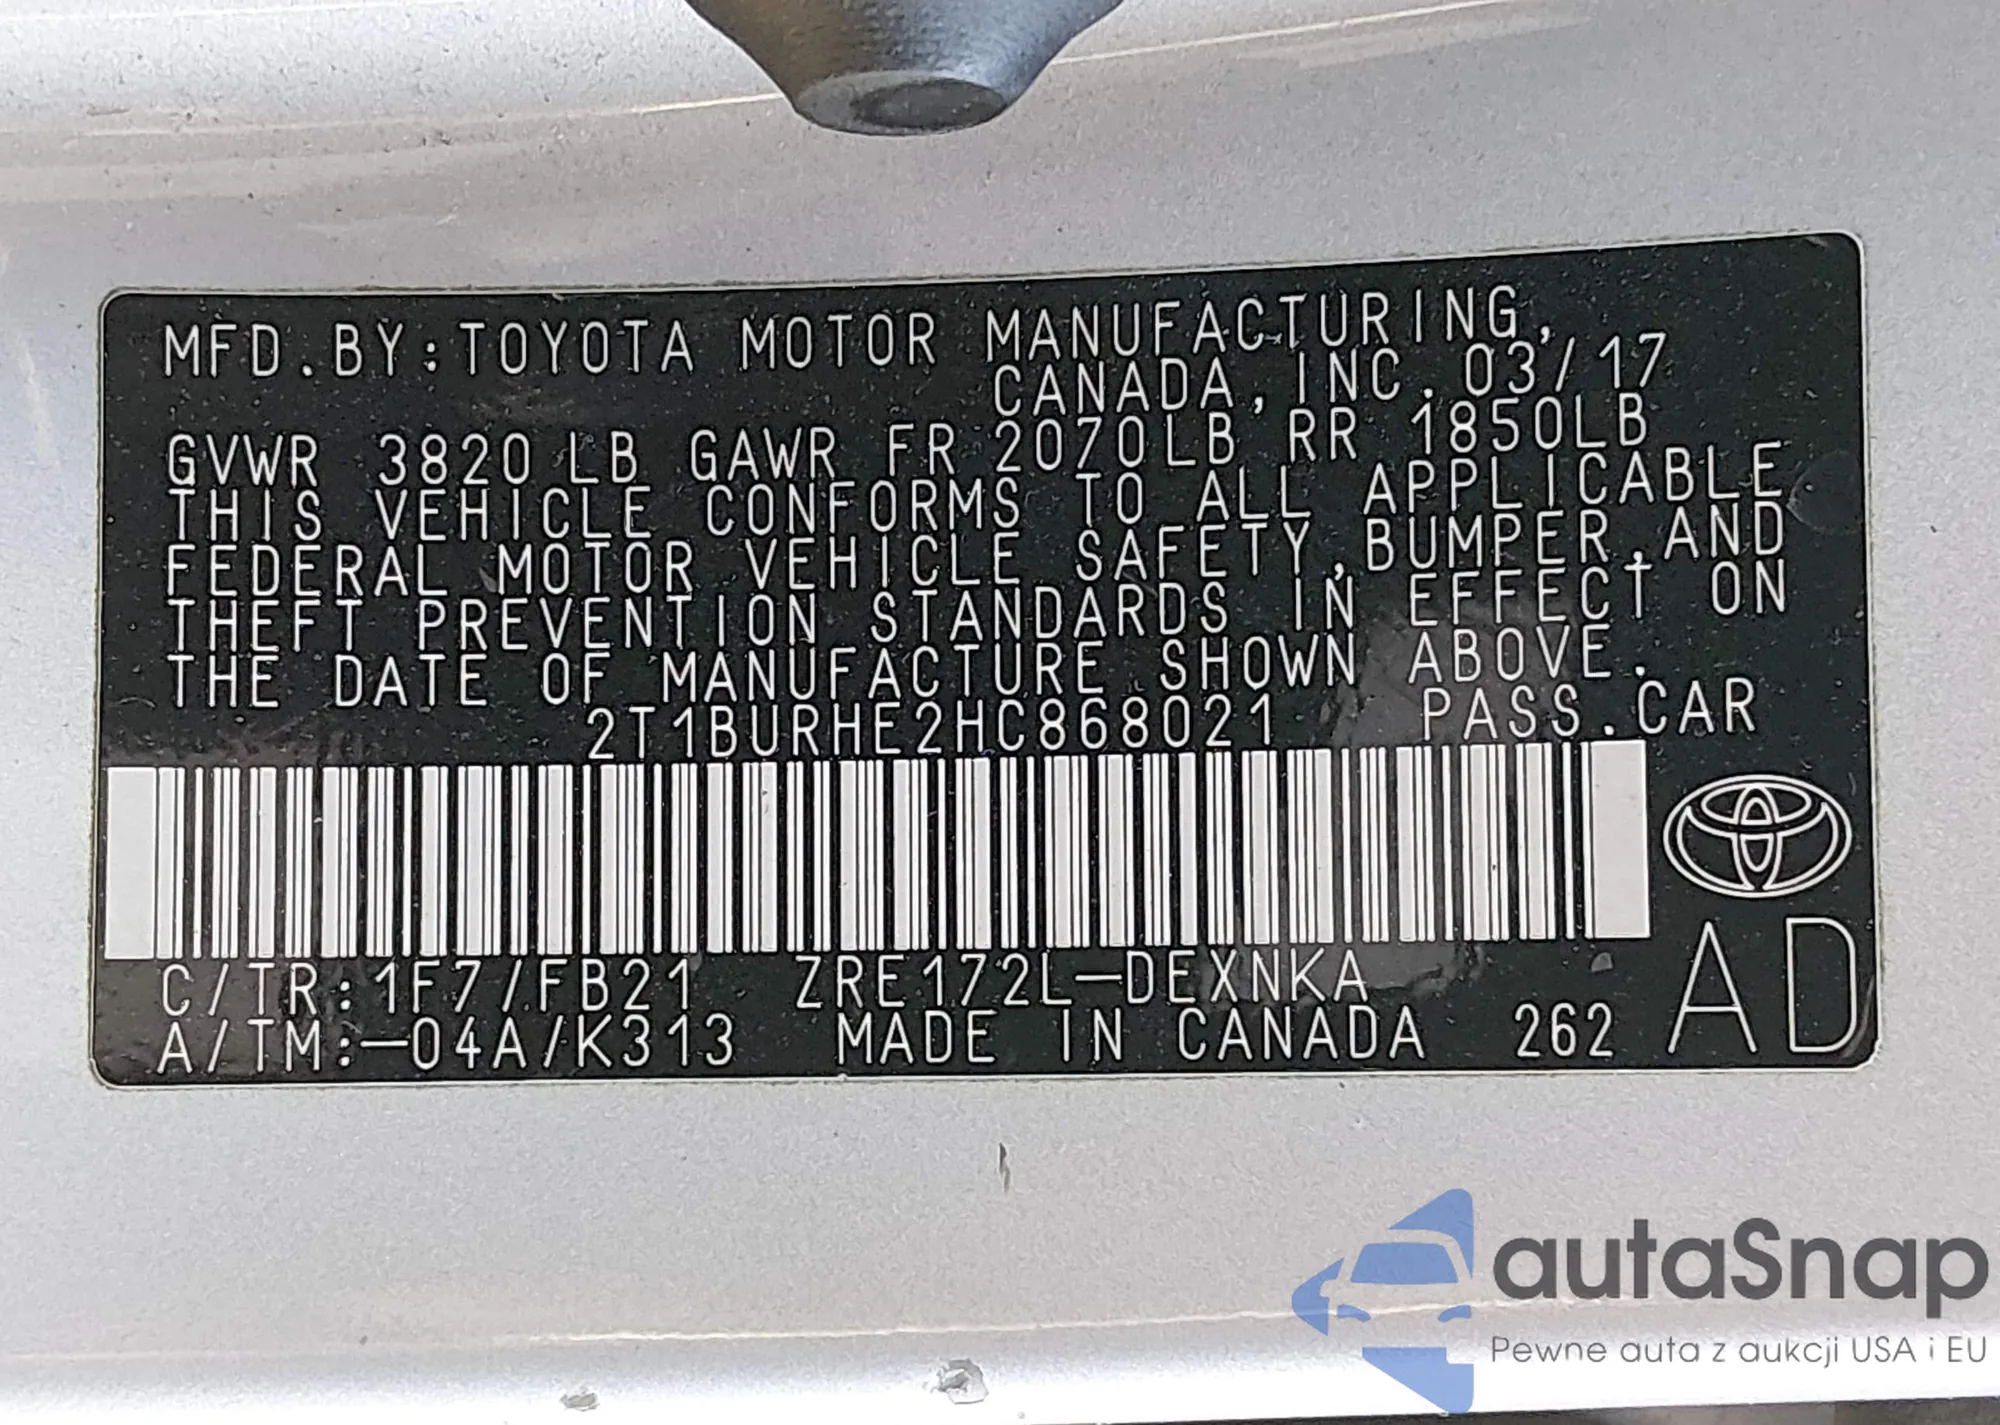 MFD.BY:TOYOTA MOTOR MANUFACTURING,
CANADA,INC.03/17
GVWR 3820LB GAWR FR 2070LB RR 1850LB
THIS VEHICLE CONFORMS TO ALL APPLICABLE
FEDERAL MOTOR VEHICLE SAFETY,BUMPER,AND
THEFT PREVENTION STANDARDS IN EFFECT ON
THE DATE OF MANUFACTURE SHOWN ABOVE.
2T1BURHE2HC868021 PASS.CAR
C/TR:1F7/FB21 ZRE172L-DEXNKA
A/TM:-04A/K313 MADE IN CANADA 262
AD
autaSnap
Pewne auta z aukcji USA i EU